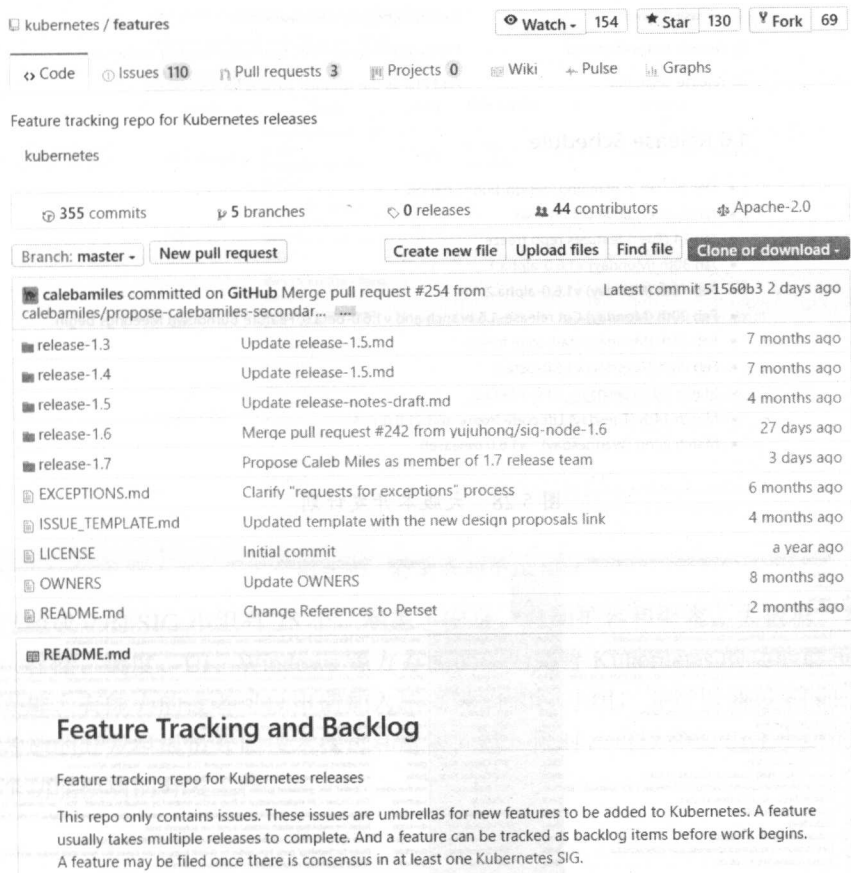 kubernetes / features Watch 154 Star 130 Fork 69
Code Issues 110 Pull requests 3 Projects 0 Wiki Pulse Graphs
Feature tracking repo for Kubernetes releases
kubernetes
355 commits 5 branches 0 releases 44 contributors Apache-2.0
Branch: master New pull request Create new file Upload files Find file Clone or download
calebamiles committed on GitHub Merge pull request #254 from Latest commit 51560b3 2 days ago
calebamiles/propose-calebamiles-secondar...
release-1.3 Update release-1.5.md 7 months ago
release-1.4 Update release-1.5.md 7 months ago
release-1.5 Update release-notes-draft.md 4 months ago
release-1.6 Merge pull request #242 from yujuhong/sig-node-1.6 27 days ago
release-1.7 Propose Caleb Miles as member of 1.7 release team 3 days ago
EXCEPTIONS.md Clarify "requests for exceptions" process 6 months ago
ISSUE_TEMPLATE.md Updated template with the new design proposals link 4 months ago
LICENSE Initial commit a year ago
OWNERS Update OWNERS 8 months ago
README.md Change References to Petset 2 months ago
README.md
Feature Tracking and Backlog
Feature tracking repo for Kubernetes releases
This repo only contains issues. These issues are umbrellas for new features to be added to Kubernetes. A feature
usually takes multiple releases to complete. And a feature can be tracked as backlog items before work begins.
A feature may be filed once there is consensus in at least one Kubernetes SIG.